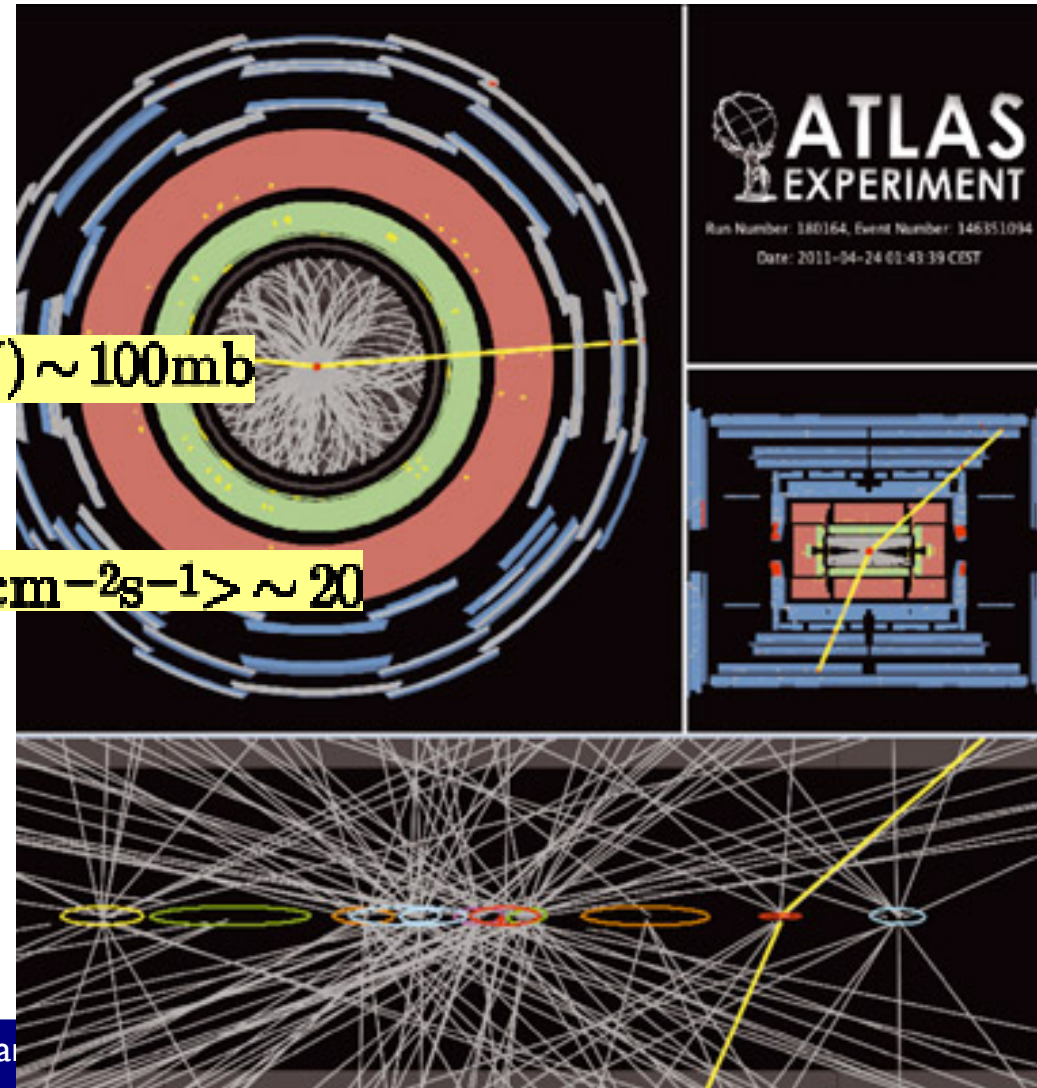 ATLAS
EXPERIMENT
Run Number: 180164, Event Number: 146351094
Date: 2011-04-24 01:43:39 CEST
) ~ 100mb
cm⁻²s⁻¹> ~ 20